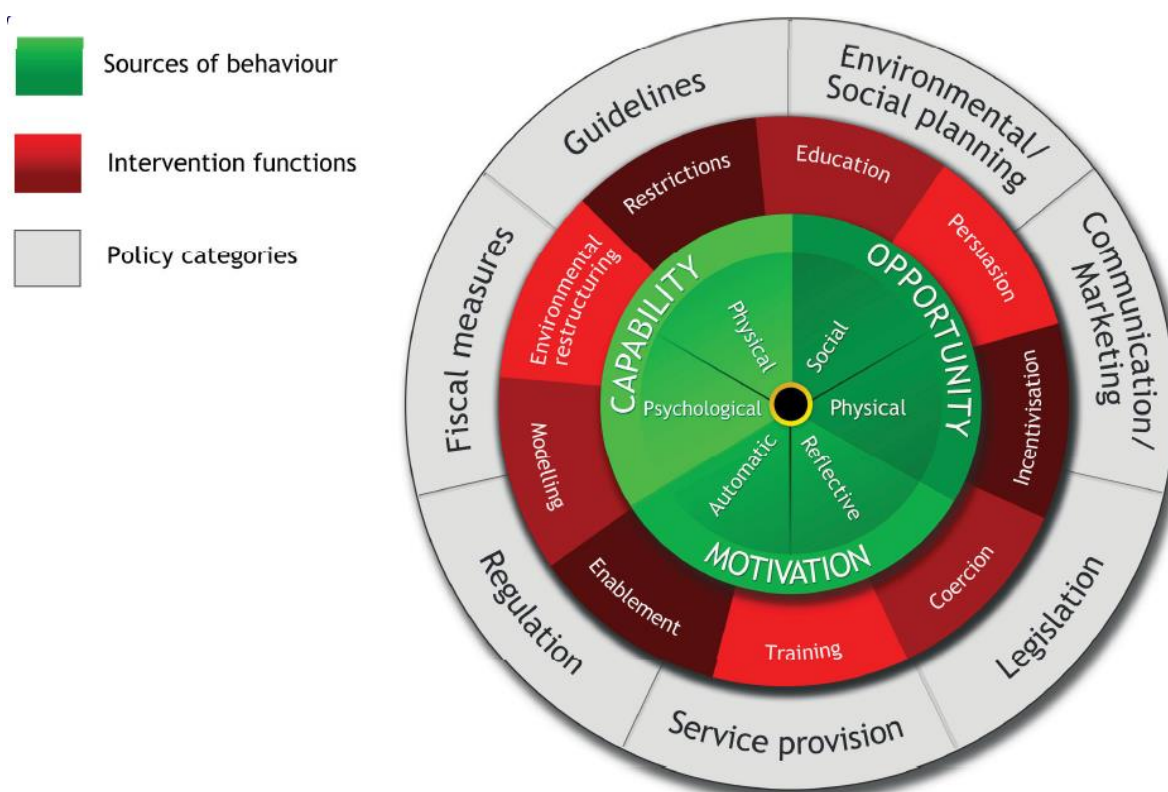 Sources of behaviour
Intervention functions
Policy categories
Guidelines
Environmental/
Social planning
Communication/
Marketing
Legislation
Service provision
Regulation
Fiscal measures
Restrictions
Education
Persuasion
Incentivisation
Coercion
Training
Enablement
Modelling
Environmental
restructuring
CAPABILITY
OPPORTUNITY
MOTIVATION
Physical
Social
Psychological
Physical
Automatic
Reflective